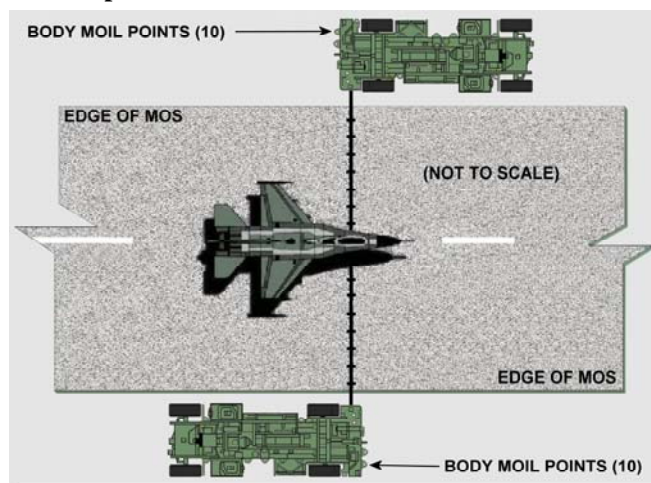 BODY MOIL POINTS (10)
EDGE OF MOS
(NOT TO SCALE)
EDGE OF MOS
BODY MOIL POINTS (10)